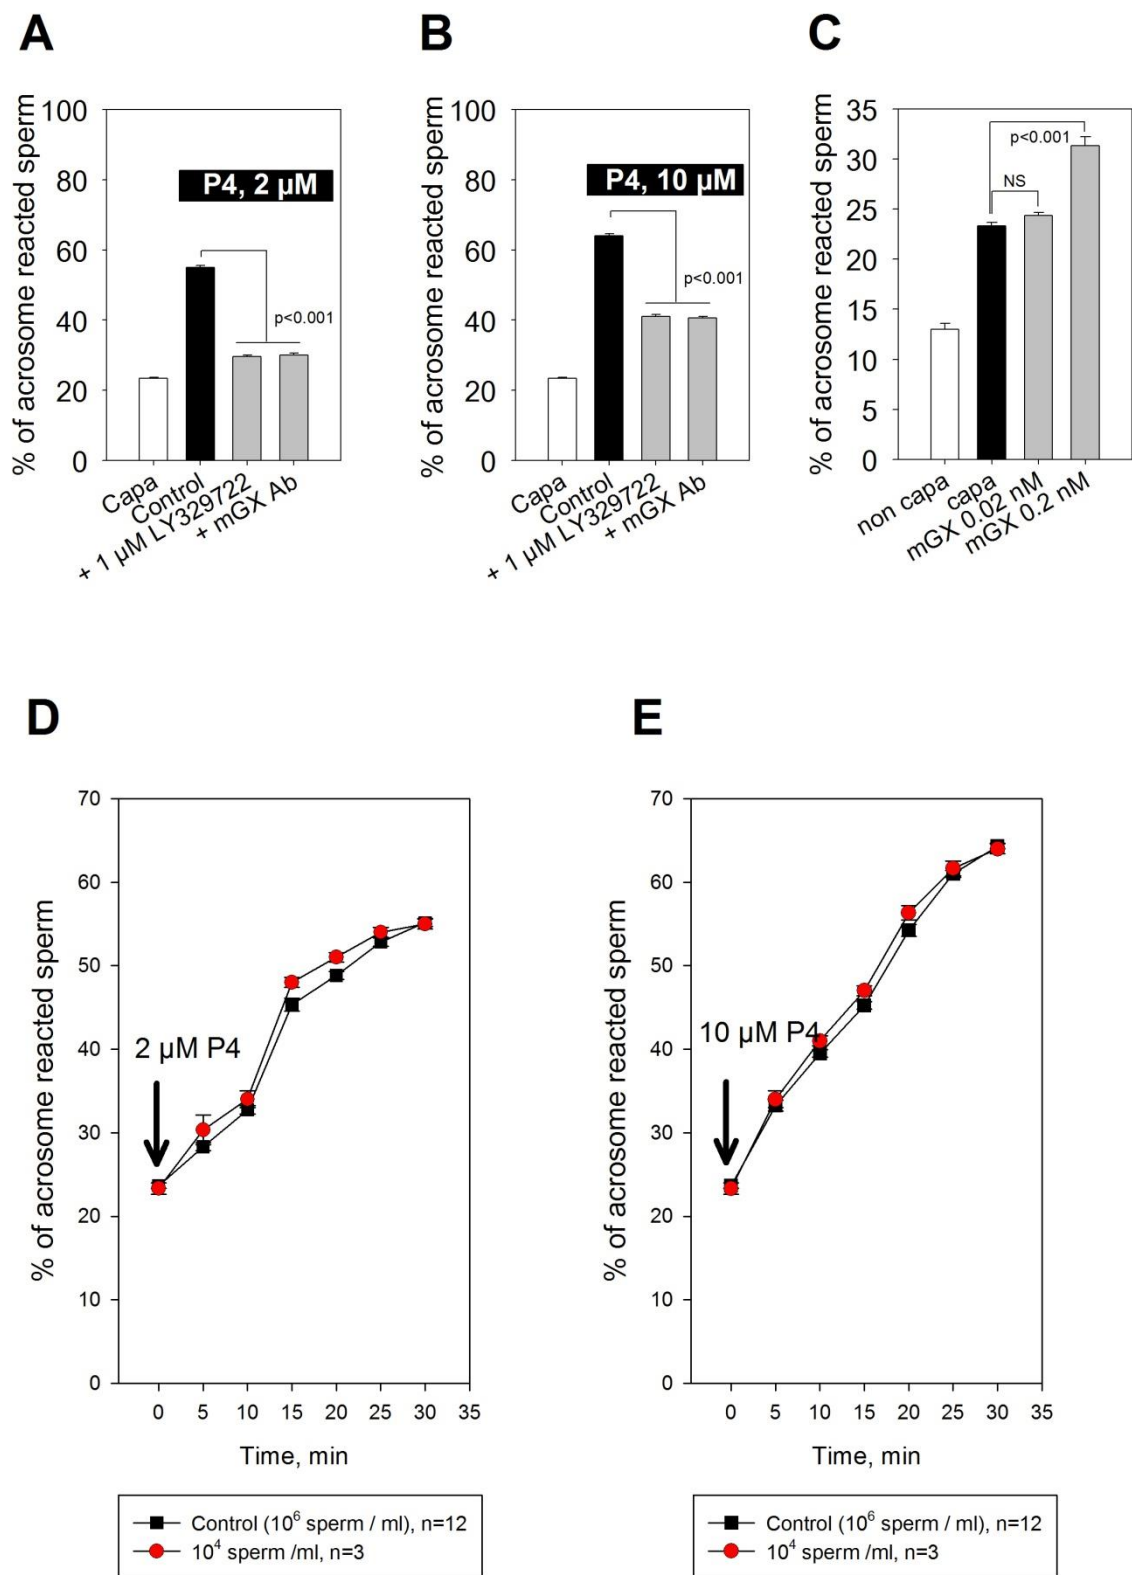 A
B
C
% of acrosome reacted sperm
100
80
60
40
20
0
P4, 2 µM
p<0.001
Capa
Control
+ 1 µM LY329722
+ mGX Ab
% of acrosome reacted sperm
100
80
60
40
20
0
P4, 10 µM
p<0.001
Capa
Control
+ 1 µM LY329722
+ mGX Ab
% of acrosome reacted sperm
35
30
25
20
15
10
5
0
p<0.001
NS
non capa
capa
mGX 0.02 nM
mGX 0.2 nM
D
E
% of acrosome reacted sperm
70
60
50
40
30
20
10
0
2 µM P4
0 5 10 15 20 25 30 35
Time, min
Control (10⁶ sperm / ml), n=12
10⁴ sperm /ml, n=3
% of acrosome reacted sperm
70
60
50
40
30
20
10
0
10 µM P4
0 5 10 15 20 25 30 35
Time, min
Control (10⁶ sperm / ml), n=12
10⁴ sperm /ml, n=3